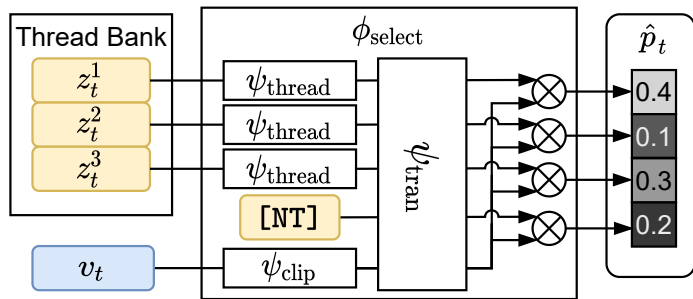 Thread Bank
z_t^1
z_t^2
z_t^3
v_t
ϕ_select
ψ_thread
ψ_thread
ψ_thread
[NT]
ψ_clip
ψ_tran
p̂_t
0.4
0.1
0.3
0.2